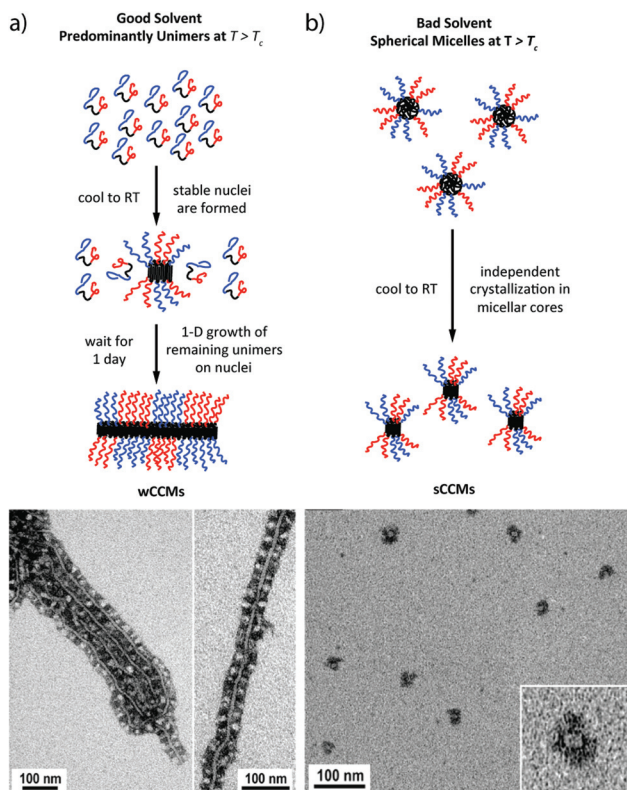 a)
Good Solvent
Predominantly Unimers at T > Tc
cool to RT
stable nuclei
are formed
wait for
1 day
1-D growth of
remaining unimers
on nuclei
wCCMs
100 nm
100 nm
b)
Bad Solvent
Spherical Micelles at T > Tc
cool to RT
independent
crystallization in
micellar cores
sCCMs
100 nm